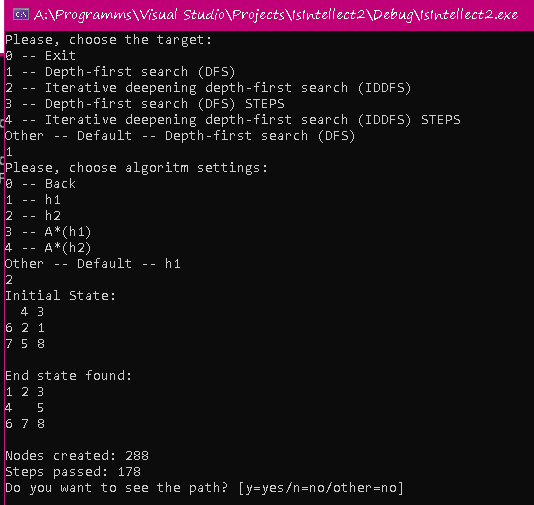 A:\Programms\Visual Studio\Projects\IsIntellect2\Debug\IsIntellect2.exe
Please, choose the target:
0 -- Exit
1 -- Depth-first search (DFS)
2 -- Iterative deepening depth-first search (IDDFS)
3 -- Depth-first search (DFS) STEPS
4 -- Iterative deepening depth-first search (IDDFS) STEPS
Other -- Default -- Depth-first search (DFS)
1
Please, choose algoritm settings:
0 -- Back
1 -- h1
2 -- h2
3 -- A*(h1)
4 -- A*(h2)
Other -- Default -- h1
2
Initial State:
  4 3
6 2 1
7 5 8
End state found:
1 2 3
4   5
6 7 8
Nodes created: 288
Steps passed: 178
Do you want to see the path? [y=yes/n=no/other=no]